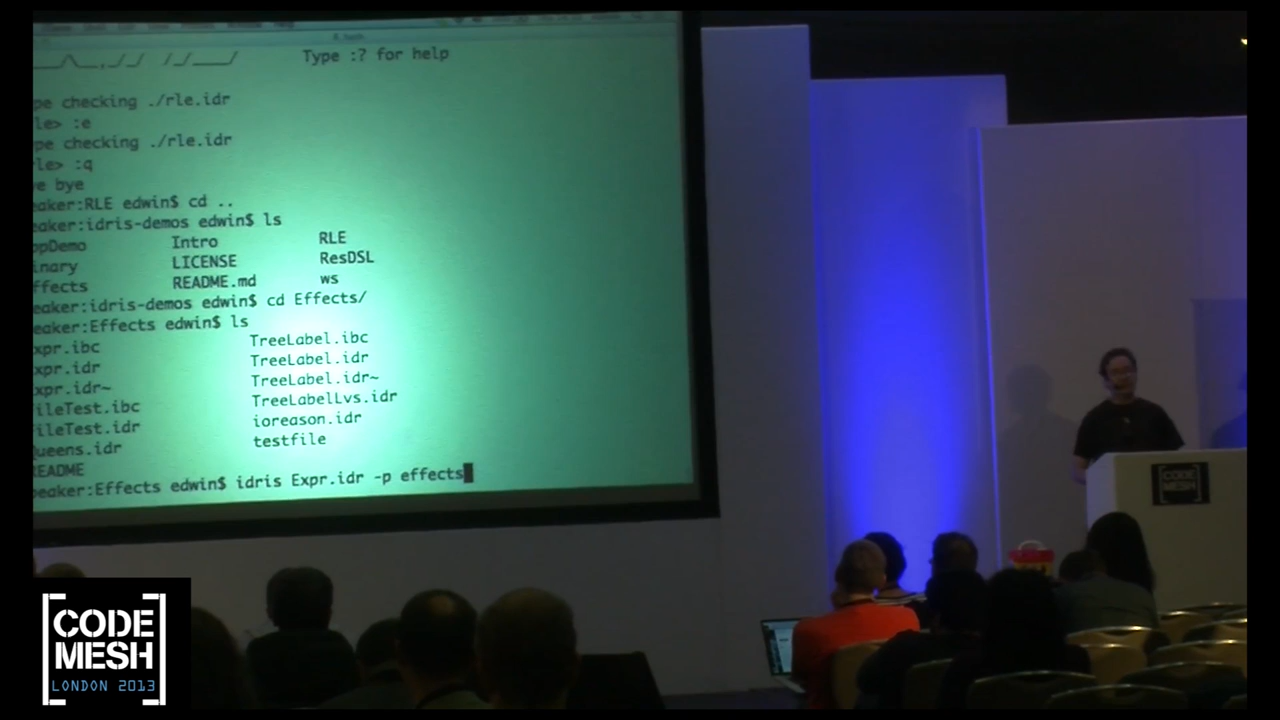 Type :? for help
pe checking ./rle.idr
le> :e
pe checking ./rle.idr
le> :q
e bye
eaker:RLE edwin$ cd ..
eaker:idris-demos edwin$ ls
ppDemo Intro RLE
inary LICENSE ResDSL
ffects README.md ws
eaker:idris-demos edwin$ cd Effects/
eaker:Effects edwin$ ls
xpr.ibc TreeLabel.ibc
xpr.idr TreeLabel.idr
xpr.idr~ TreeLabel.idr~
ileTest.ibc TreeLabelLvs.idr
ileTest.idr ioreason.idr
ueens.idr testfile
EADME
peaker:Effects edwin$ idris Expr.idr -p effects
CODE
MESH
CODE
MESH
LONDON 2013